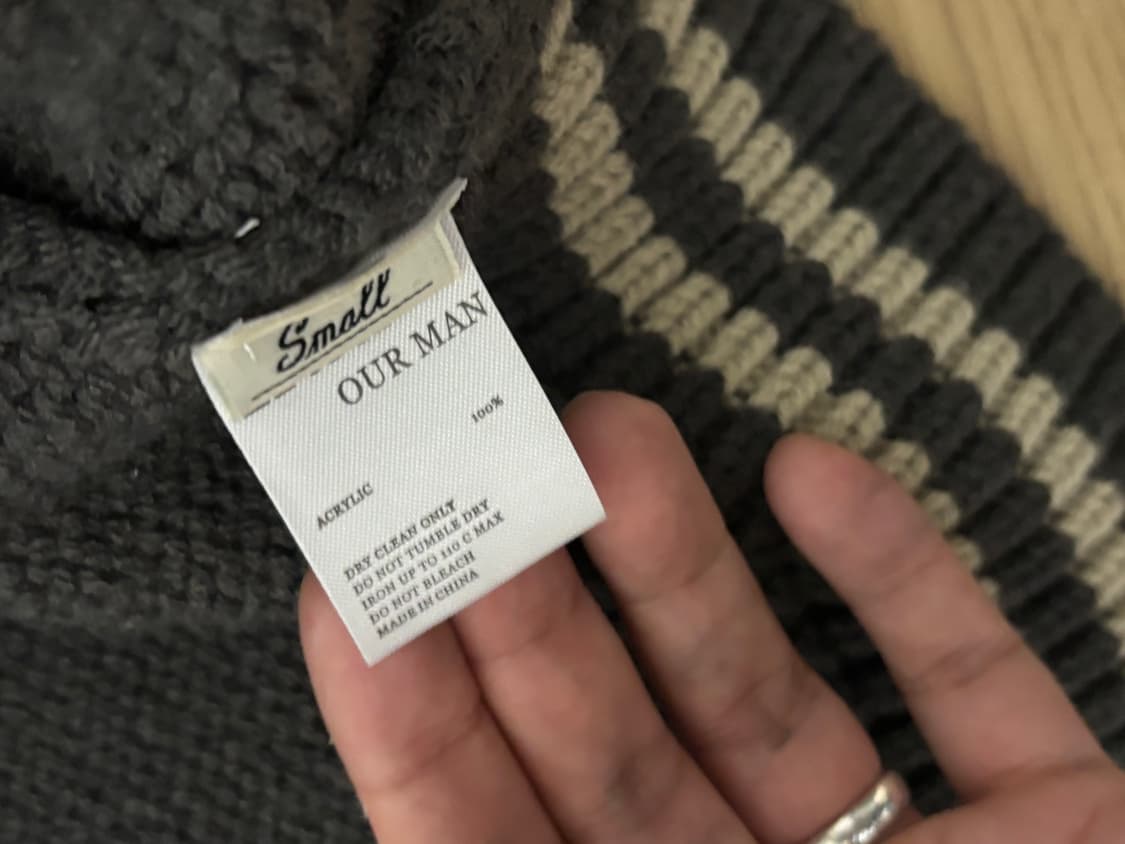 Small
OUR MAN
100%
ACRYLIC
DRY CLEAN ONLY
DO NOT TUMBLE DRY
IRON UP TO 110 C MAX
DO NOT BLEACH
MADE IN CHINA